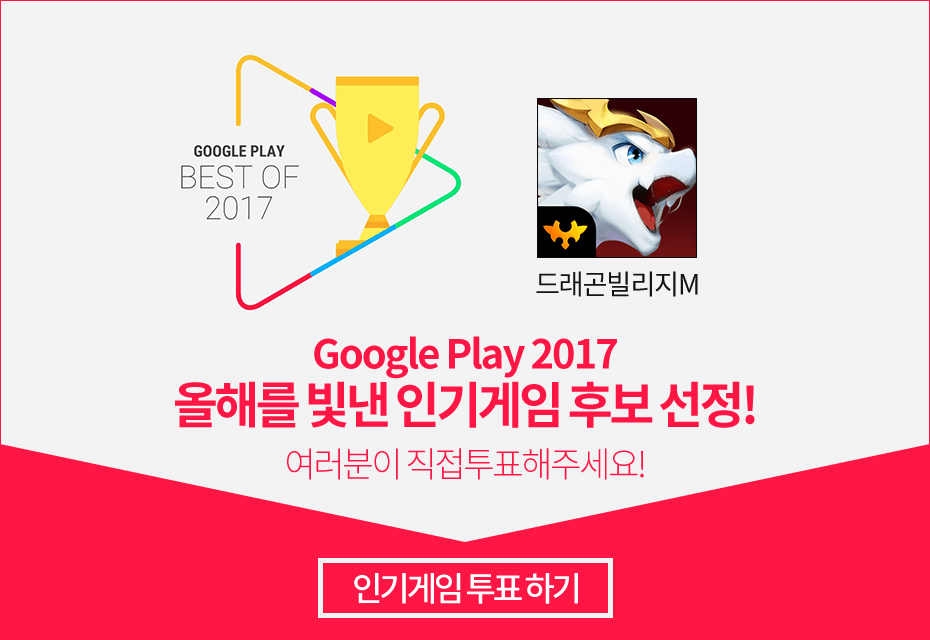 GOOGLE PLAY
BEST OF
2017
드래곤빌리지M
Google Play 2017
올해를 빛낸 인기게임 후보 선정!
여러분이 직접투표해주세요!
인기게임 투표 하기